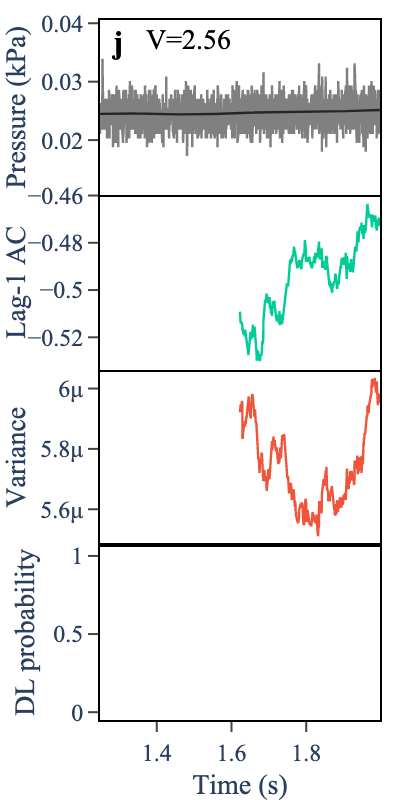 j V=2.56
Pressure (kPa)
0.04
0.03
0.02
Lag-1 AC
−0.46
−0.48
−0.5
−0.52
Variance
6μ
5.8μ
5.6μ
DL probability
1
0.5
0
1.4 1.6 1.8
Time (s)